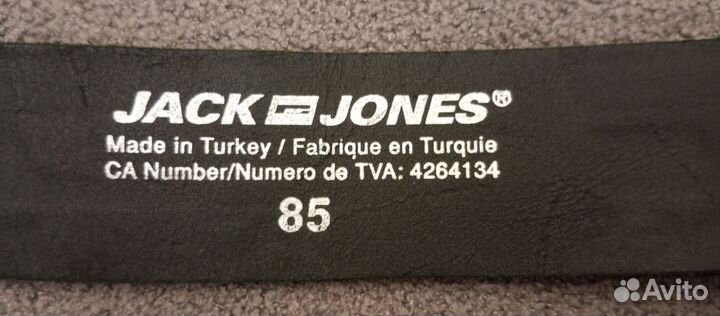 JACK JONES®
Made in Turkey / Fabrique en Turquie
CA Number/Numero de TVA: 4264134
85
Avito